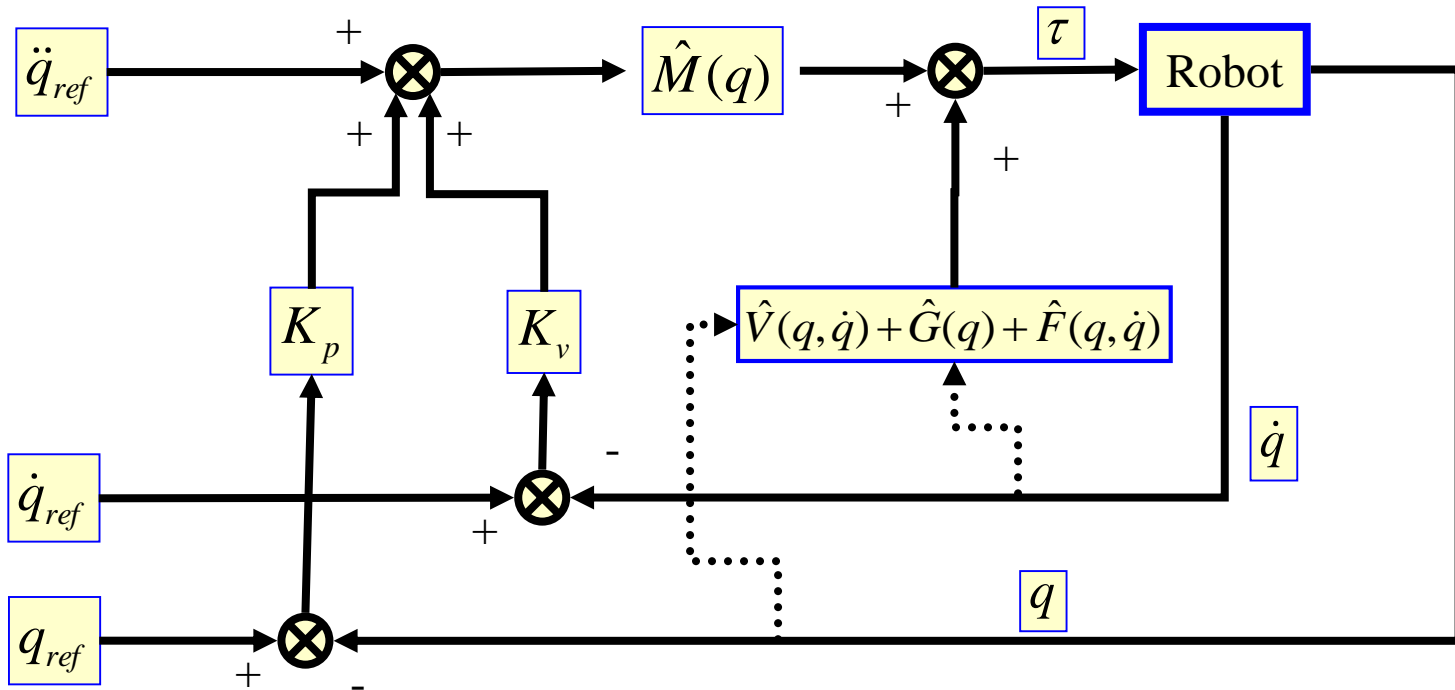 +
τ
q̈_ref
M̂(q)
Robot
+
+
+
+
K_p
K_v
V̂(q, q̇) + Ĝ(q) + F̂(q, q̇)
q̇
-
q̇_ref
+
q
q_ref
+
-